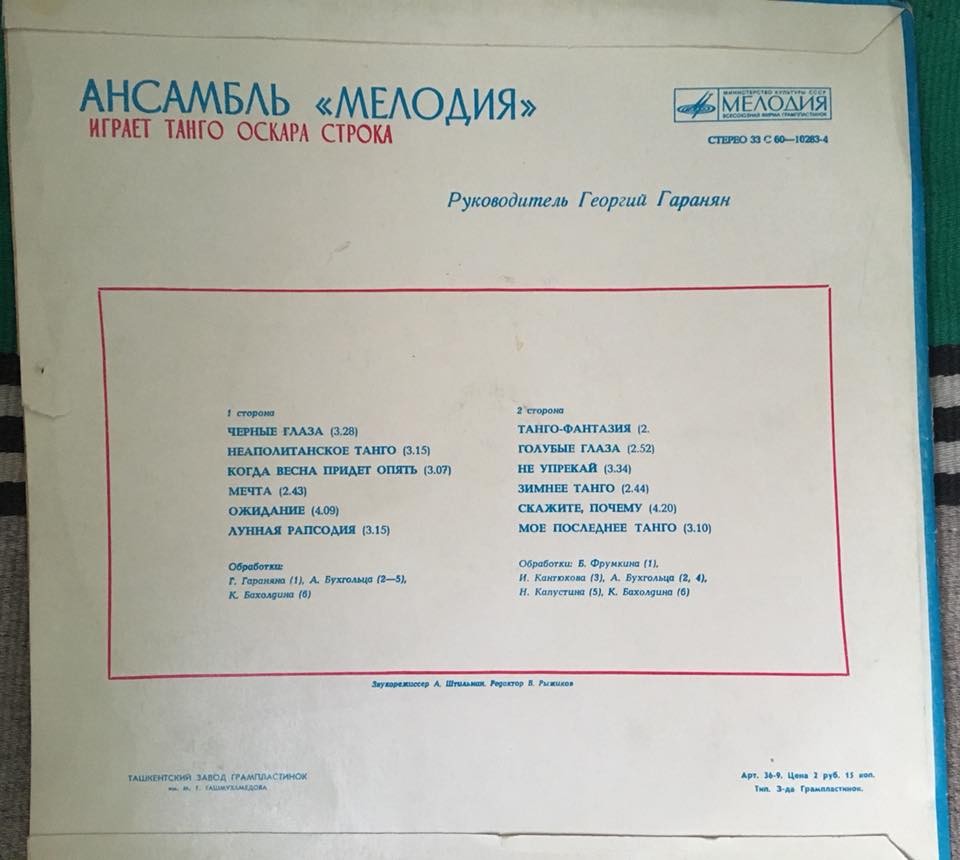 АНСАМБЛЬ «МЕЛОДИЯ»
ИГРАЕТ ТАНГО ОСКАРА СТРОКА
МИНИСТЕРСТВО КУЛЬТУРЫ СССР
МЕЛОДИЯ
ВСЕСОЮЗНАЯ ФИРМА ГРАМПЛАСТИНОК
СТЕРЕО 33 С 60—10283-4
Руководитель Георгий Гаранян
1 сторона
ЧЕРНЫЕ ГЛАЗА (3.28)
НЕАПОЛИТАНСКОЕ ТАНГО (3.15)
КОГДА ВЕСНА ПРИДЕТ ОПЯТЬ (3.07)
МЕЧТА (2.43)
ОЖИДАНИЕ (4.09)
ЛУННАЯ РАПСОДИЯ (3.15)
Обработки:
Г. Гараняна (1), А. Бухгольца (2—5),
К. Бахолдина (6)
2 сторона
ТАНГО-ФАНТАЗИЯ (2.
ГОЛУБЫЕ ГЛАЗА (2.52)
НЕ УПРЕКАЙ (3.34)
ЗИМНЕЕ ТАНГО (2.44)
СКАЖИТЕ, ПОЧЕМУ (4.20)
МОЕ ПОСЛЕДНЕЕ ТАНГО (3.10)
Обработки: Б. Фрумкина (1),
И. Кантюкова (3), А. Бухгольца (2, 4),
Н. Капустина (5), К. Бахолдина (6)
Звукорежиссер А. Штильман. Редактор В. Рыжиков
ТАШКЕНТСКИЙ ЗАВОД ГРАМПЛАСТИНОК
им. М. Т. ТАШМУХАМЕДОВА
Арт. 36-9. Цена 2 руб. 15 коп.
Тип. З-да Грампластинок.